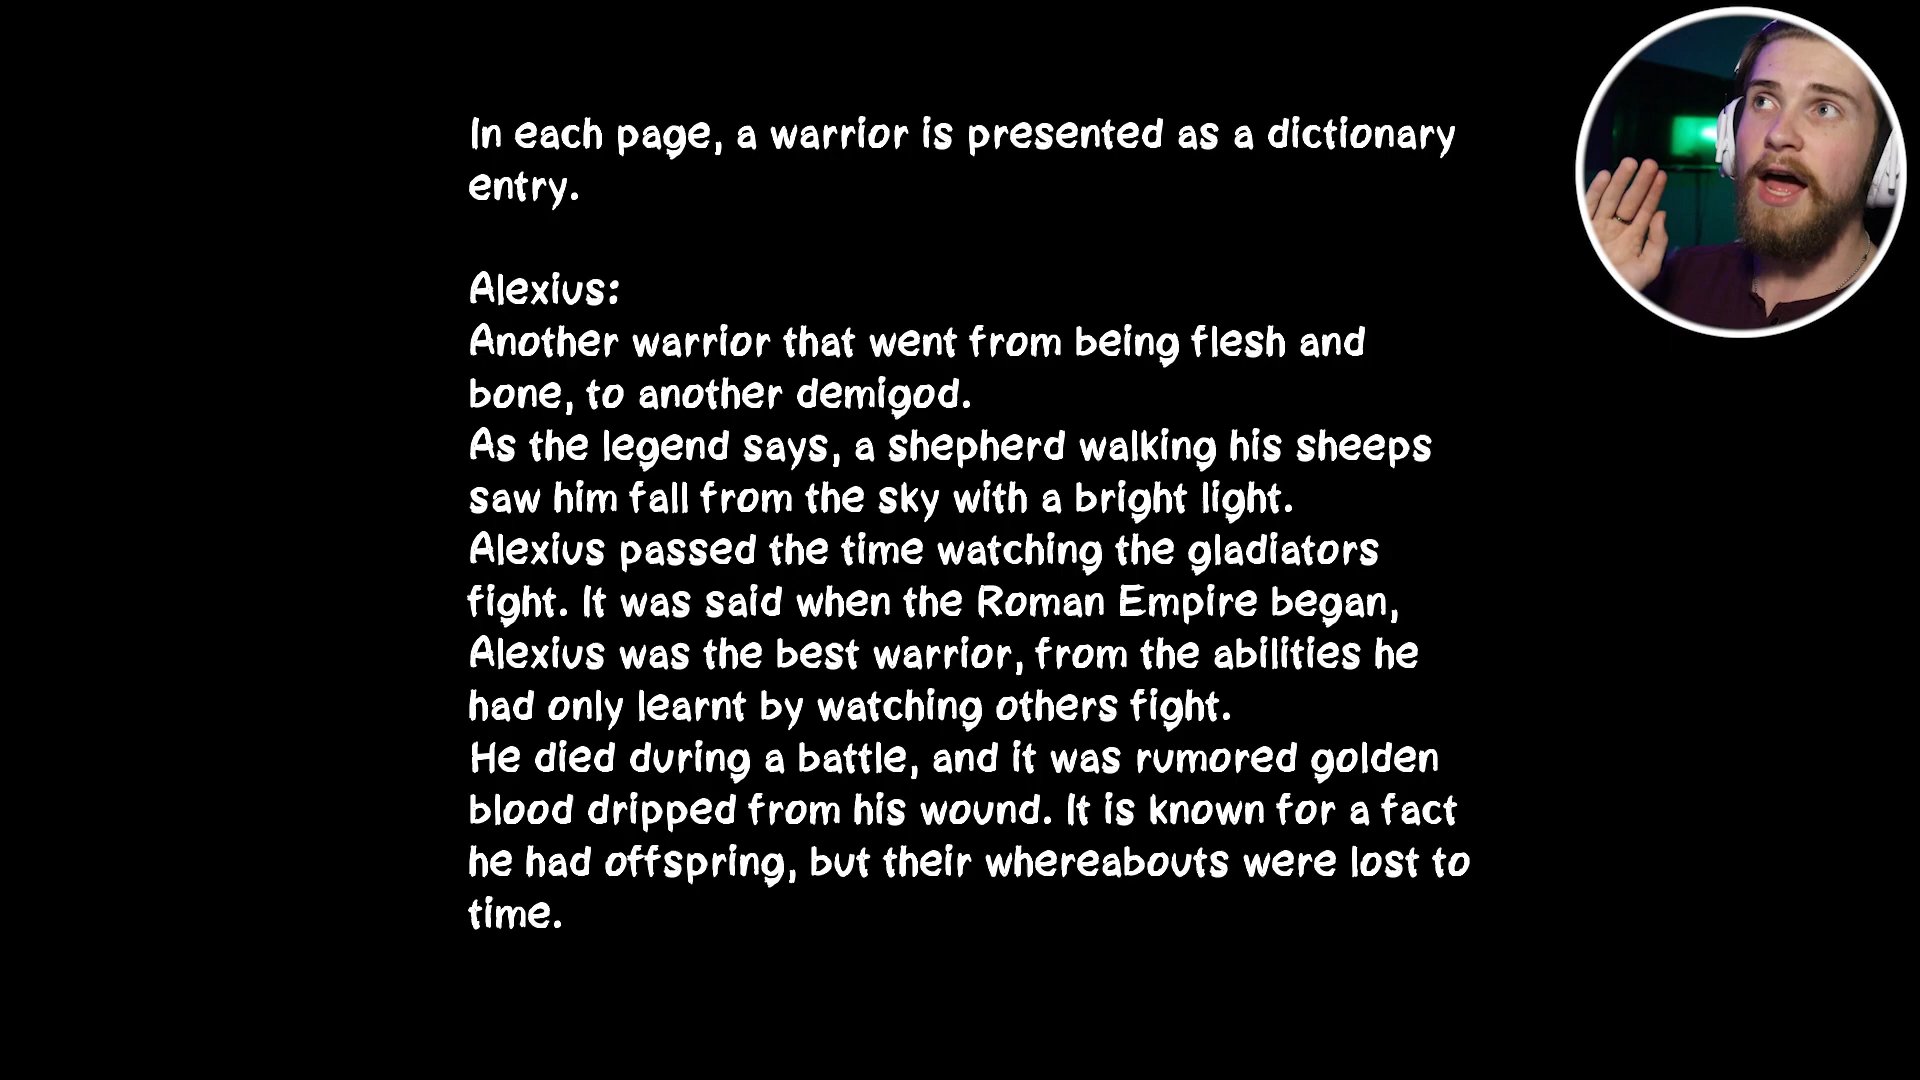 In each page, a warrior is presented as a dictionary
entry.
Alexius:
Another warrior that went from being flesh and
bone, to another demigod.
As the legend says, a shepherd walking his sheeps
saw him fall from the sky with a bright light.
Alexius passed the time watching the gladiators
fight. It was said when the Roman Empire began,
Alexius was the best warrior, from the abilities he
had only learnt by watching others fight.
He died during a battle, and it was rumored golden
blood dripped from his wound. It is known for a fact
he had offspring, but their whereabouts were lost to
time.